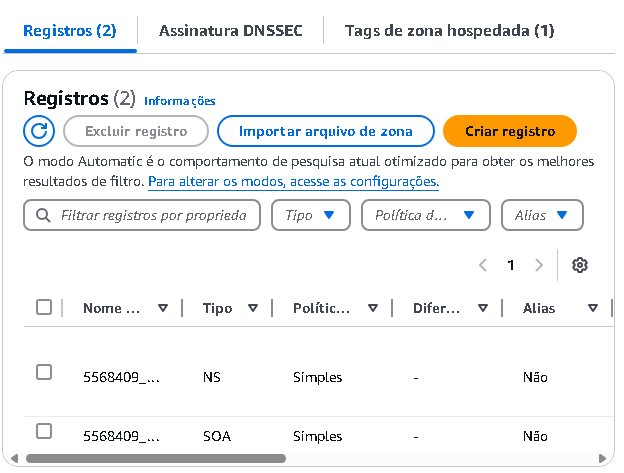 Registros (2) Assinatura DNSSEC Tags de zona hospedada (1)
Registros (2) Informações
Excluir registro Importar arquivo de zona Criar registro
O modo Automatic é o comportamento de pesquisa atual otimizado para obter os melhores
resultados de filtro. Para alterar os modos, acesse as configurações.
Filtrar registros por proprieda Tipo Política d... Alias
1
Nome ... Tipo Polític... Difer... Alias
5568409_... NS Simples - Não
5568409_... SOA Simples - Não